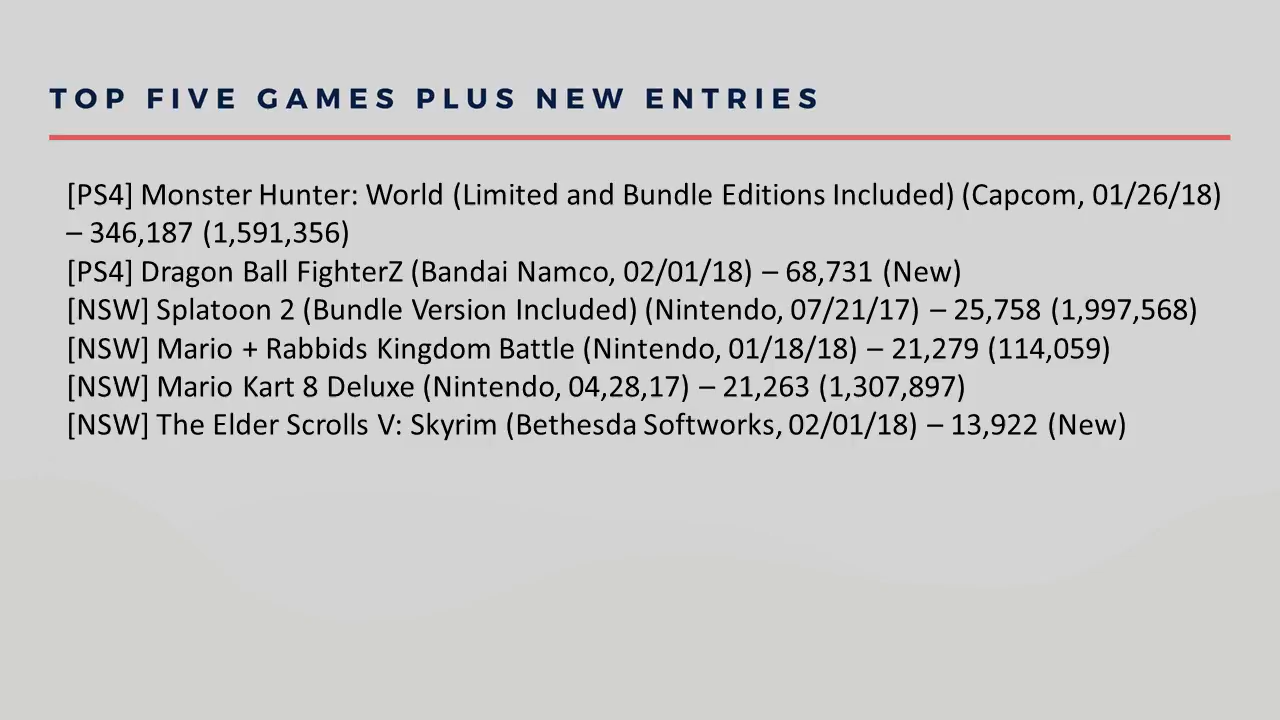 TOP FIVE GAMES PLUS NEW ENTRIES
[PS4] Monster Hunter: World (Limited and Bundle Editions Included) (Capcom, 01/26/18)
– 346,187 (1,591,356)
[PS4] Dragon Ball FighterZ (Bandai Namco, 02/01/18) – 68,731 (New)
[NSW] Splatoon 2 (Bundle Version Included) (Nintendo, 07/21/17) – 25,758 (1,997,568)
[NSW] Mario + Rabbids Kingdom Battle (Nintendo, 01/18/18) – 21,279 (114,059)
[NSW] Mario Kart 8 Deluxe (Nintendo, 04,28,17) – 21,263 (1,307,897)
[NSW] The Elder Scrolls V: Skyrim (Bethesda Softworks, 02/01/18) – 13,922 (New)